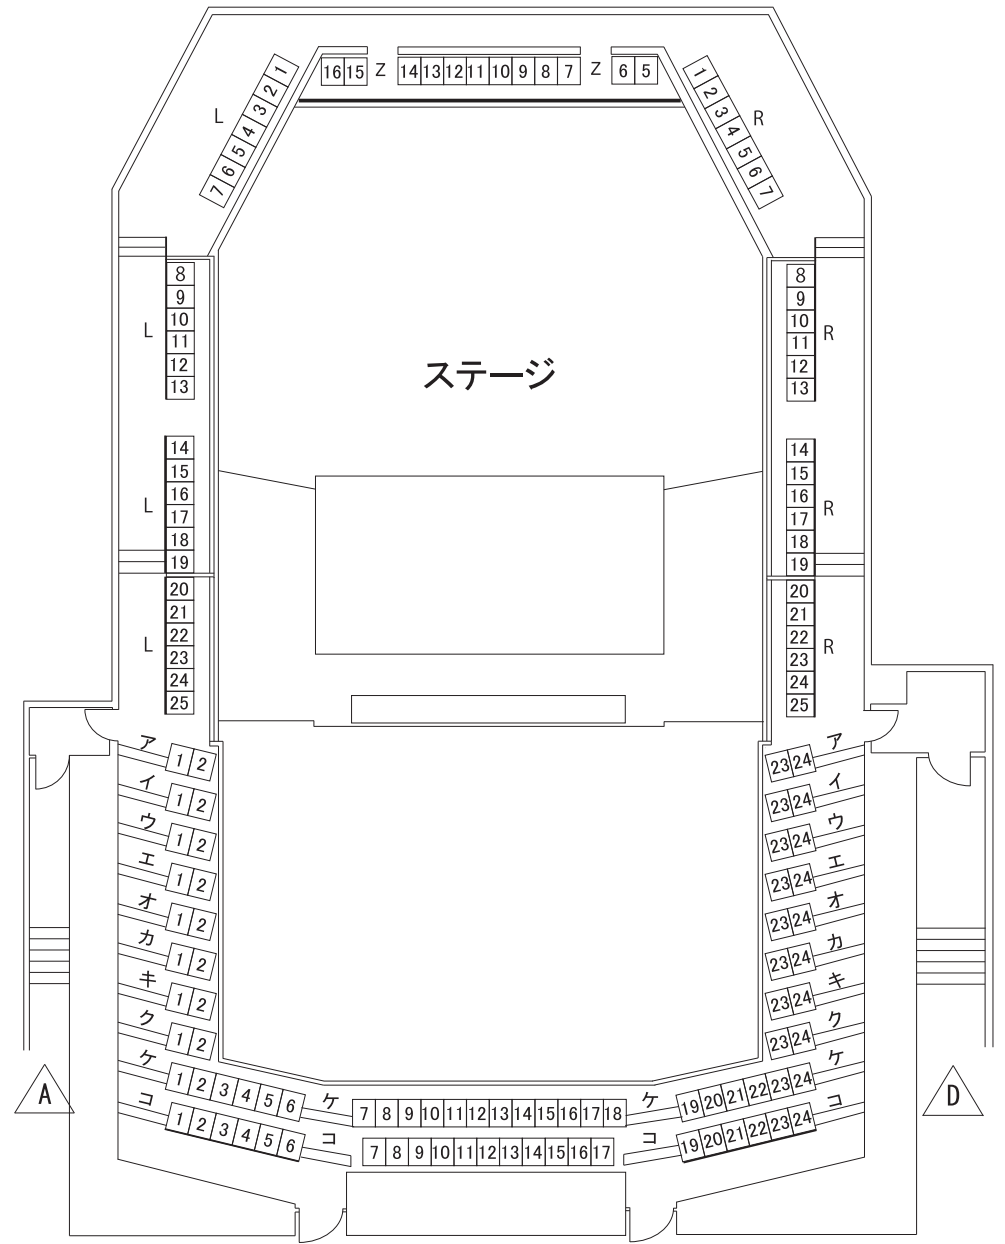 16 15 Z 14 13 12 11 10 9 8 7 Z 6 5
L 1 2 3 4 5 6 7
1 2 3 4 5 6 7 R
L 8 9 10 11 12 13
8 9 10 11 12 13 R
ステージ
L 14 15 16 17 18 19
14 15 16 17 18 19 R
L 20 21 22 23 24 25
20 21 22 23 24 25 R
ア 1 2 23 24 ア
イ 1 2 23 24 イ
ウ 1 2 23 24 ウ
エ 1 2 23 24 エ
オ 1 2 23 24 オ
カ 1 2 23 24 カ
キ 1 2 23 24 キ
ク 1 2 23 24 ク
ケ 1 2 3 4 5 6 ケ 7 8 9 10 11 12 13 14 15 16 17 18 ケ 19 20 21 22 23 24 ケ
コ 1 2 3 4 5 6 コ 7 8 9 10 11 12 13 14 15 16 17 コ 19 20 21 22 23 24 コ
A
D